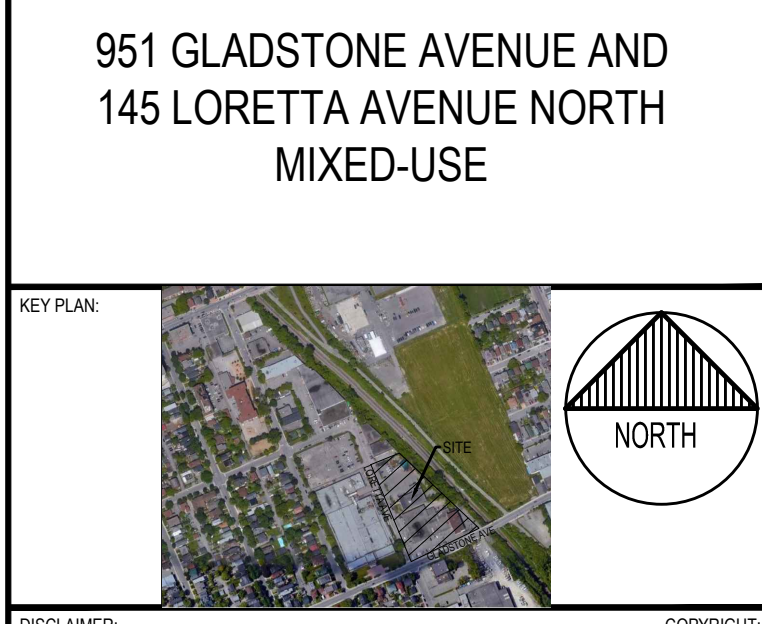 951 GLADSTONE AVENUE AND
145 LORETTA AVENUE NORTH
MIXED-USE
KEY PLAN:
SITE
LORETTA AVE
GLADSTONE AVE
NORTH
DISCLAIMER:
COPYRIGHT: